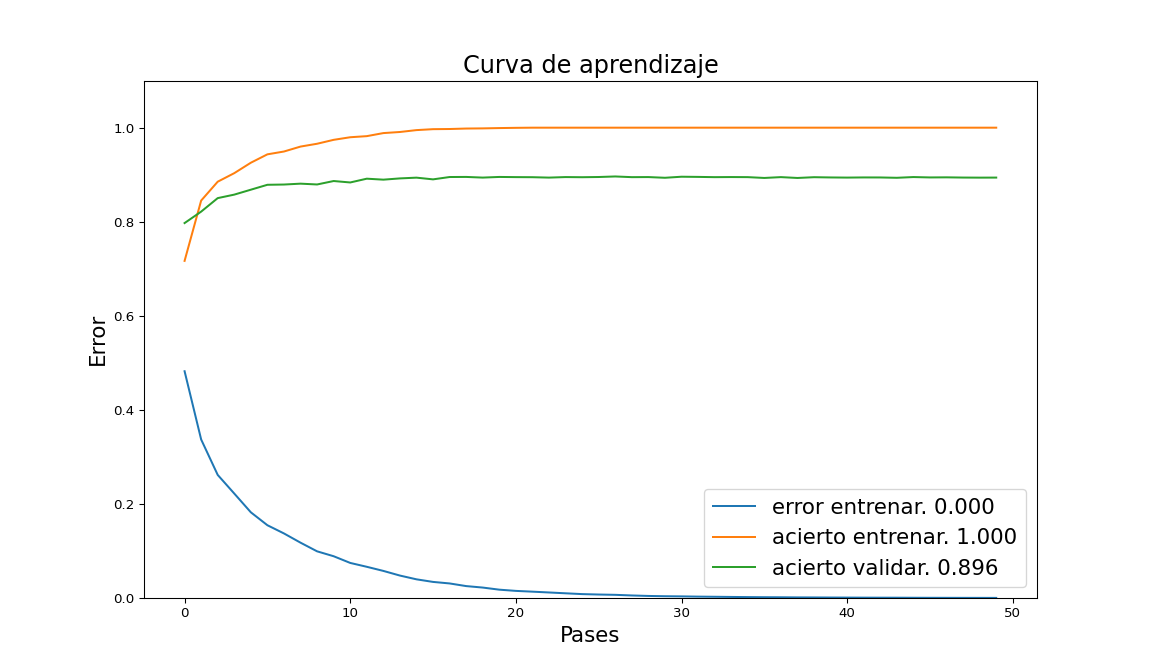 Curva de aprendizaje
1.0
0.8
0.6
0.4
0.2
0.0
Error
0 10 20 30 40 50
Pases
error entrenar. 0.000
acierto entrenar. 1.000
acierto validar. 0.896